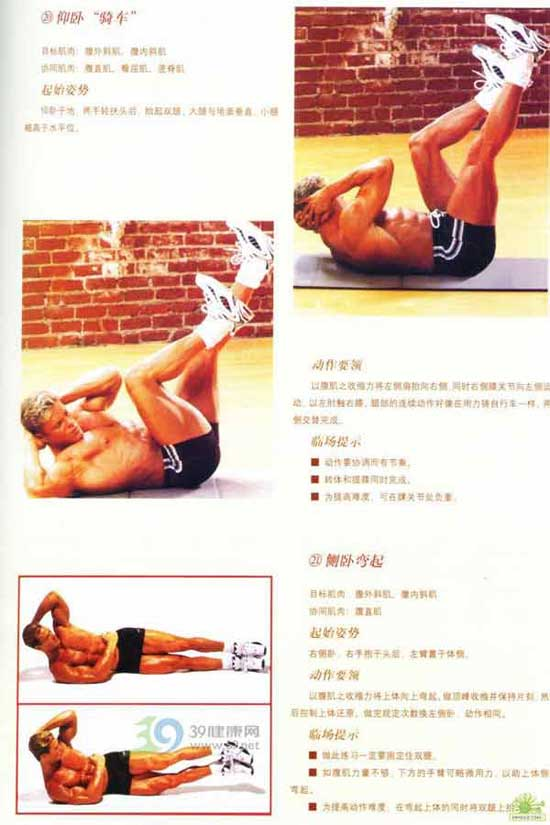 ⑳ 仰卧“骑车”
目标肌肉:腹外斜肌、腹内斜肌
协同肌肉:腹直肌、髋屈肌、竖脊肌
起始姿势
仰卧于地,两手轻扶头后,抬起双腿,大腿与地面垂直,小腿
略高于水平位。
动作要领
以腹肌之收缩力将左侧肩抬向右侧,同时右侧膝关节向左侧运
动,以左肘触右膝,腿部的连续动作好像在用力骑自行车一样,两
侧交替完成。
临场提示
■ 动作要协调而有节奏。
■ 转体和提膝同时完成。
■ 为提高难度,可在踝关节处负重。
㉑ 侧卧弯起
目标肌肉:腹外斜肌、腹内斜肌
协同肌肉:腹直肌
起始姿势
右侧卧,右手抱于头后,左臂置于体侧。
动作要领
以腹肌之收缩力将上体向上弯起,做顶峰收缩并保持片刻,然
后控制上体还原。做完规定次数换左侧卧,动作相同。
临场提示
■ 做此练习一定要固定住双腿。
■ 如腹肌力量不够,下方的手臂可略微用力,以助上体侧
弯起。
■ 为提高动作难度,在弯起上体的同时将双腿上抬
39健康网